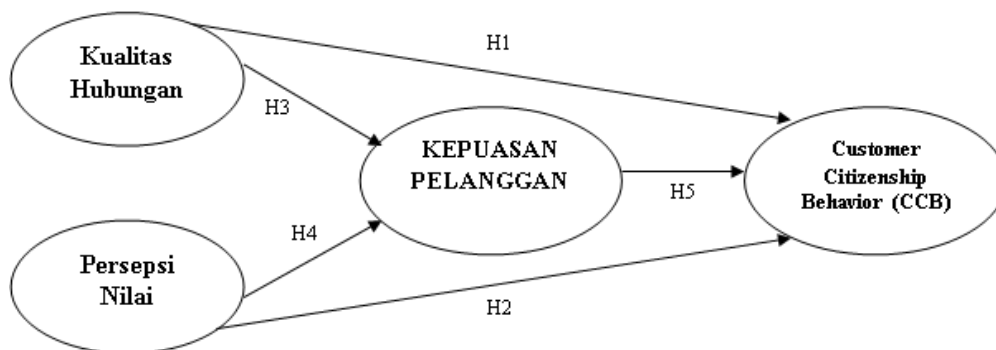 Kualitas
Hubungan
H1
H3
KEPUASAN
PELANGGAN
Customer
Citizenship
Behavior (CCB)
H5
H4
Persepsi
Nilai
H2